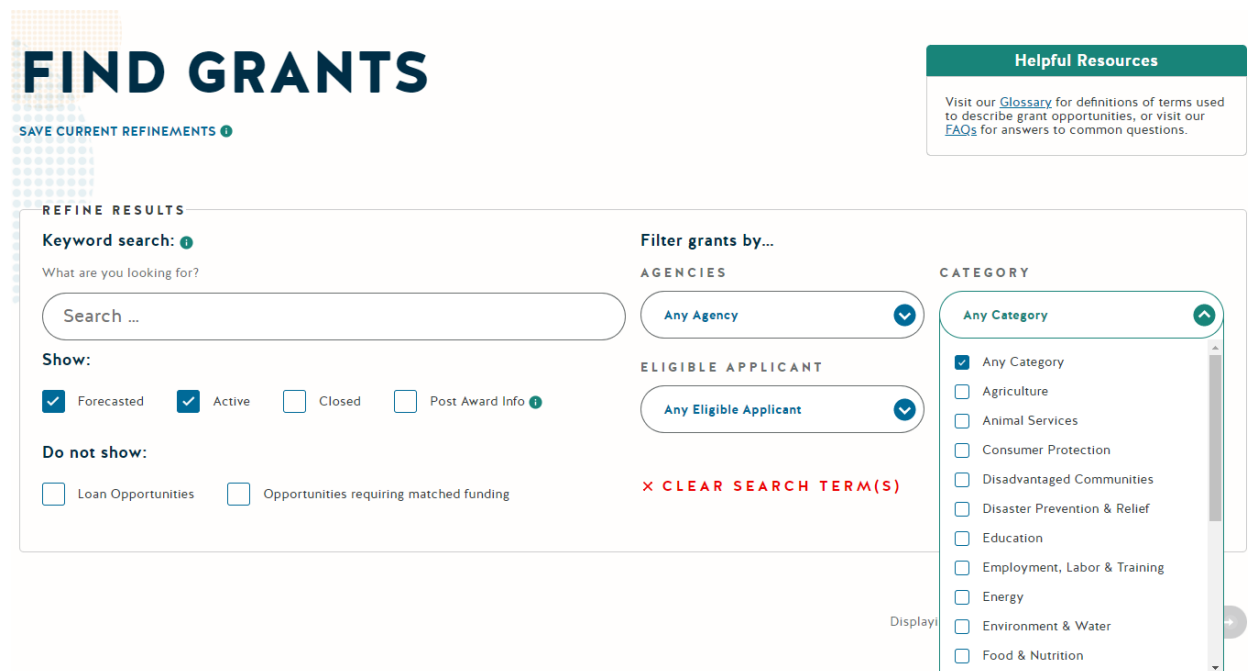 FIND GRANTS
SAVE CURRENT REFINEMENTS
Helpful Resources
Visit our Glossary for definitions of terms used
to describe grant opportunities, or visit our
FAQs for answers to common questions.
REFINE RESULTS
Keyword search:
What are you looking for?
Search ...
Show:
Forecasted
Active
Closed
Post Award Info
Do not show:
Loan Opportunities
Opportunities requiring matched funding
Filter grants by...
AGENCIES
Any Agency
ELIGIBLE APPLICANT
Any Eligible Applicant
× CLEAR SEARCH TERM(S)
CATEGORY
Any Category
Any Category
Agriculture
Animal Services
Consumer Protection
Disadvantaged Communities
Disaster Prevention & Relief
Education
Employment, Labor & Training
Energy
Environment & Water
Food & Nutrition